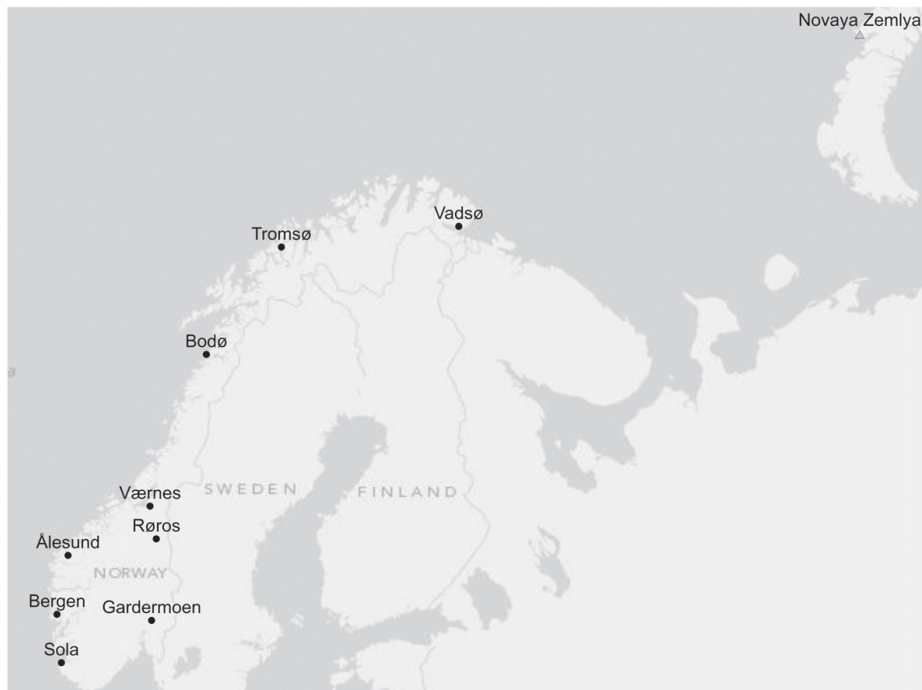 Novaya Zemlya
Vadsø
Tromsø
Bodø
a
Værnes
SWEDEN
FINLAND
Røros
Ålesund
NORWAY
Bergen
Gardermoen
Sola